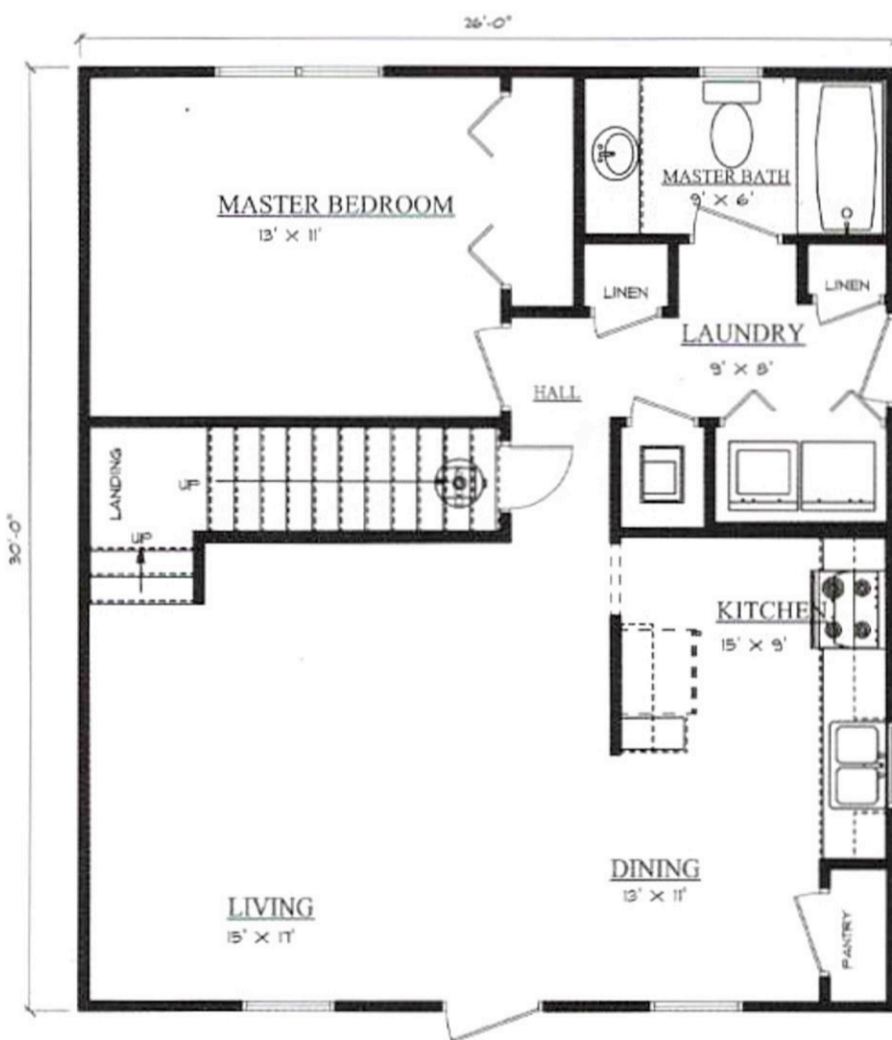 26'-0"
MASTER BEDROOM
13' X 11'
MASTER BATH
9' X 6'
LINEN
LINEN
LAUNDRY
9' X 8'
HALL
LANDING
UP
UP
30'-0"
KITCHEN
15' X 9'
DINING
13' X 11'
LIVING
15' X 17'
PANTRY